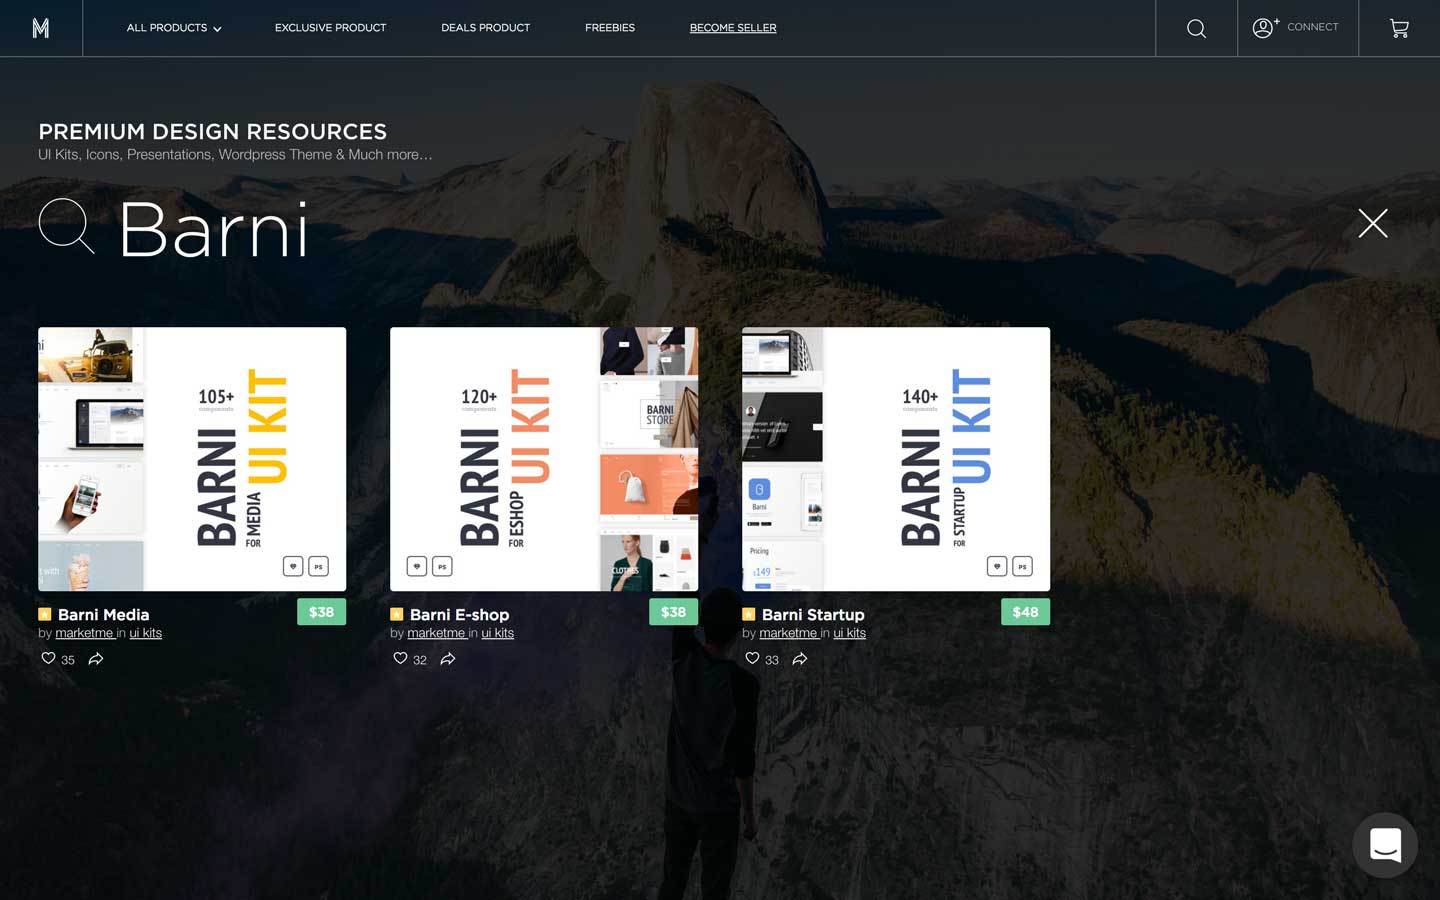 M
ALL PRODUCTS
EXCLUSIVE PRODUCT
DEALS PRODUCT
FREEBIES
BECOME SELLER
CONNECT
PREMIUM DESIGN RESOURCES
UI Kits, Icons, Presentations, Wordpress Theme & Much more...
Barni
105+
components
BARNI
UI KIT
FOR MEDIA
PS
120+
components
BARNI
UI KIT
FOR ESHOP
PS
BARNI
STORE
CLOTHES
140+
components
BARNI
UI KIT
FOR STARTUP
PS
Barni
Pricing
$149
Barni Media
$38
by marketme in ui kits
35
Barni E-shop
$38
by marketme in ui kits
32
Barni Startup
$48
by marketme in ui kits
33